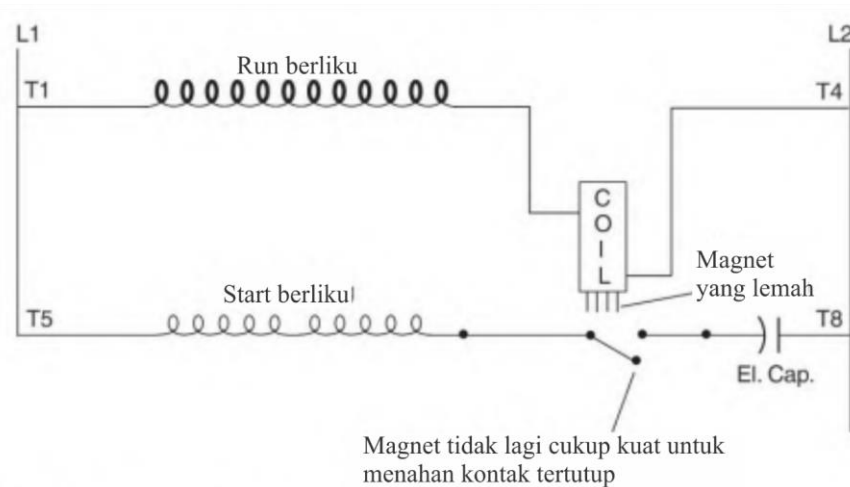 L1
L2
Run berliku
T1
T4
C
O
I
L
Magnet
yang lemah
Start berliku
T5
T8
El. Cap.
Magnet tidak lagi cukup kuat untuk
menahan kontak tertutup